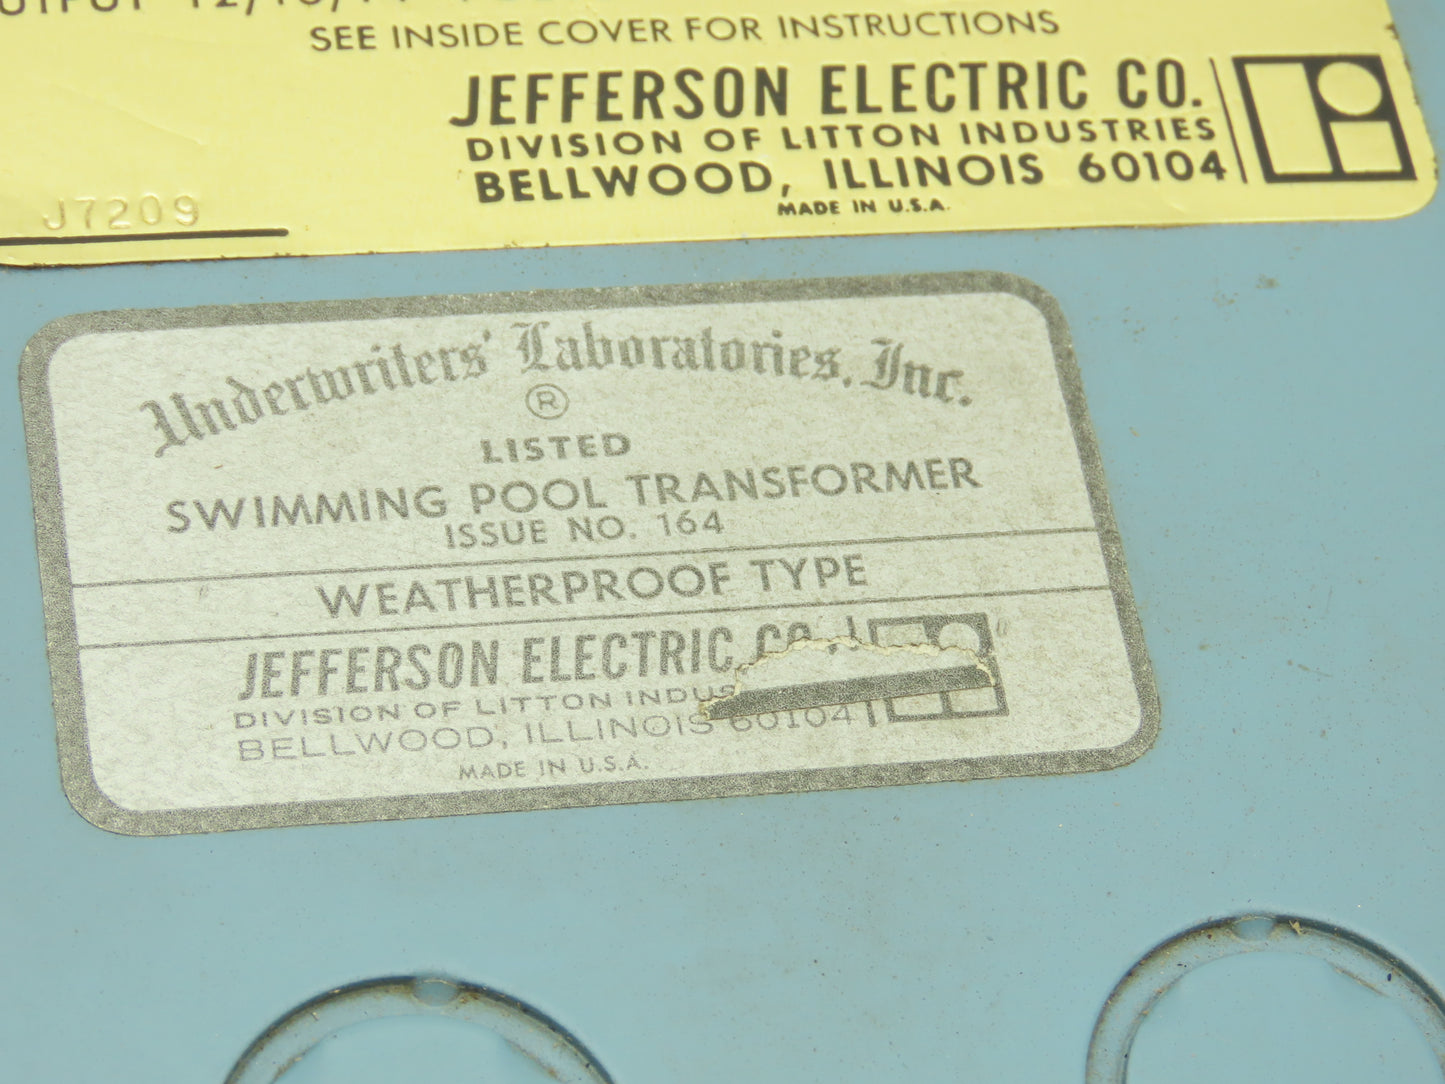 SEE INSIDE COVER FOR INSTRUCTIONS
JEFFERSON ELECTRIC CO.
DIVISION OF LITTON INDUSTRIES
BELLWOOD, ILLINOIS 60104
MADE IN U.S.A.
J7209
Underwriters' Laboratories, Inc.
®
LISTED
SWIMMING POOL TRANSFORMER
ISSUE NO. 164
WEATHERPROOF TYPE
JEFFERSON ELECTRIC CO.
DIVISION OF LITTON INDUS
BELLWOOD, ILLINOIS 60104
MADE IN U.S.A.